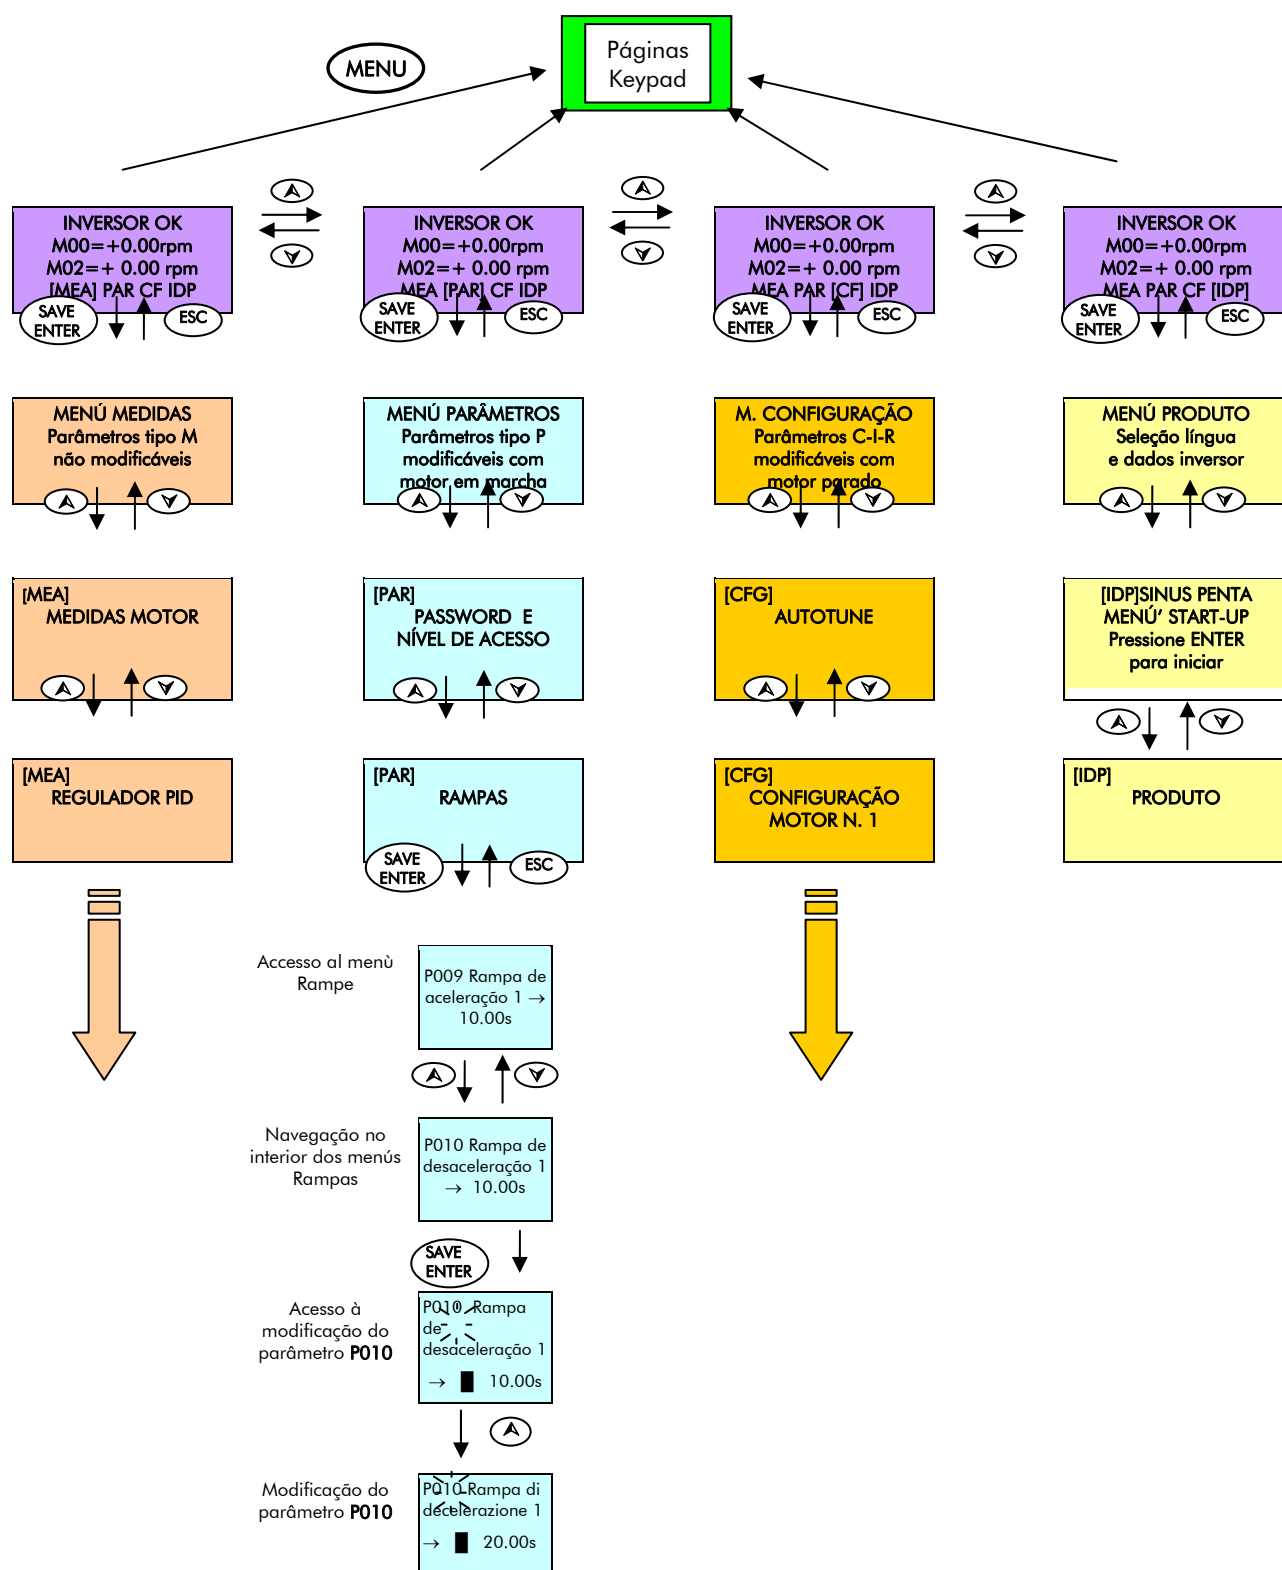 Páginas
Keypad
MENU
INVERSOR OK
M00=+0.00rpm
M02=+ 0.00 rpm
[MEA] PAR CF IDP
SAVE
ENTER
ESC
INVERSOR OK
M00=+0.00rpm
M02=+ 0.00 rpm
MEA [PAR] CF IDP
SAVE
ENTER
ESC
INVERSOR OK
M00=+0.00rpm
M02=+ 0.00 rpm
MEA PAR [CF] IDP
SAVE
ENTER
ESC
INVERSOR OK
M00=+0.00rpm
M02=+ 0.00 rpm
MEA PAR CF [IDP]
SAVE
ENTER
ESC
MENÚ MEDIDAS
Parâmetros tipo M
não modificáveis
MENÚ PARÂMETROS
Parâmetros tipo P
modificáveis com
motor em marcha
M. CONFIGURAÇÃO
Parâmetros C-I-R
modificáveis com
motor parado
MENÚ PRODUTO
Seleção língua
e dados inversor
[MEA]
MEDIDAS MOTOR
[PAR]
PASSWORD E
NÍVEL DE ACESSO
[CFG]
AUTOTUNE
[IDP]SINUS PENTA
MENÚ' START-UP
Pressione ENTER
para iniciar
[MEA]
REGULADOR PID
[PAR]
RAMPAS
SAVE
ENTER
ESC
[CFG]
CONFIGURAÇÃO
MOTOR N. 1
[IDP]
PRODUTO
Accesso al menù
Rampe
P009 Rampa de
aceleração 1 →
10.00s
Navegação no
interior dos menús
Rampas
P010 Rampa de
desaceleração 1
→ 10.00s
SAVE
ENTER
Acesso à
modificação do
parâmetro P010
P010 Rampa
de
desaceleração 1
→ 10.00s
Modificação do
parâmetro P010
P010 Rampa di
decelerazione 1
→ 20.00s